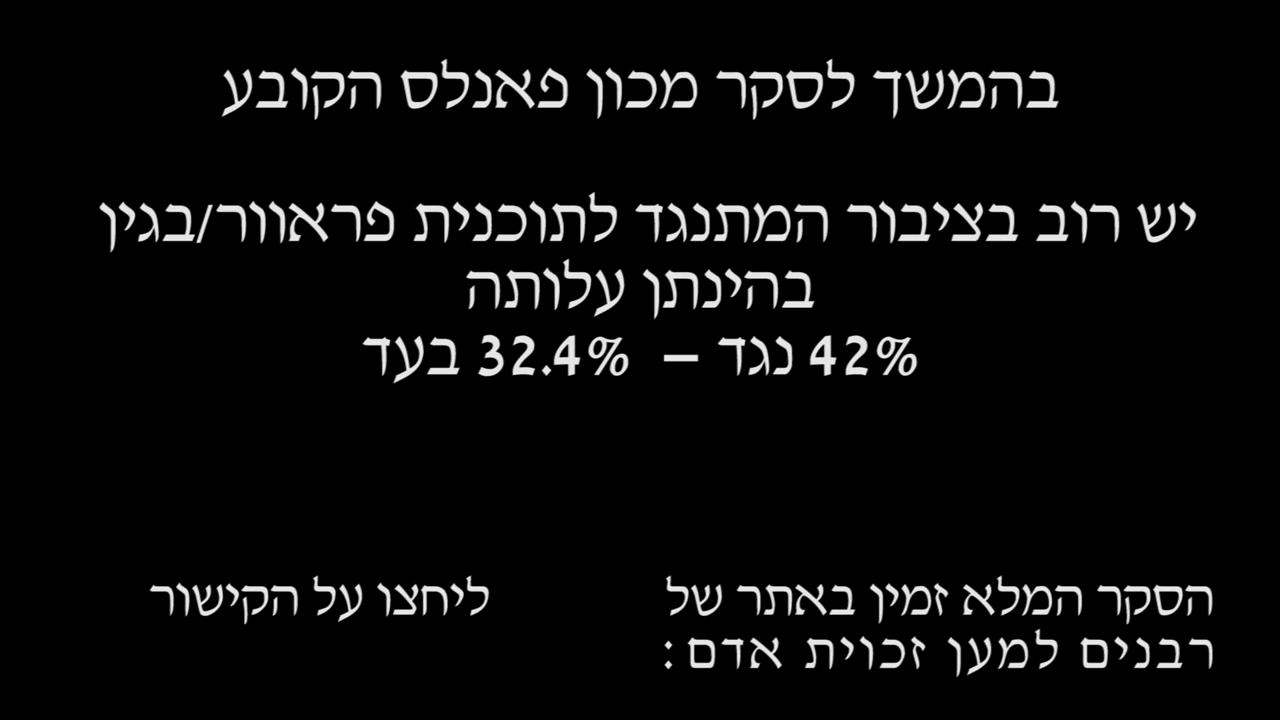 בהמשך לסקר מכון פאנלס הקובע
יש רוב בציבור המתנגד לתוכנית פראוור/בגין
בהינתן עלותה
42% נגד – 32.4% בעד
הסקר המלא זמין באתר של
רבנים למען זכוית אדם:
ליחצו על הקישור